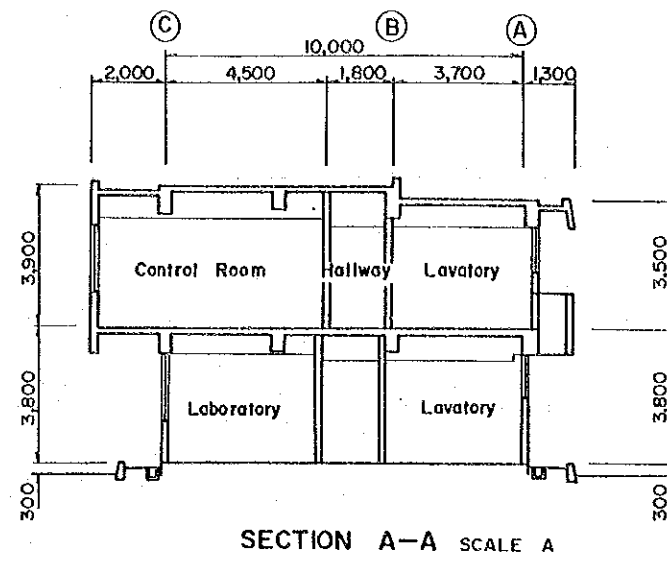 C B A
10,000
2,000 4,500 1,800 3,700 1,300
3,900 Control Room Hallway Lavatory 3,500
3,800 Laboratory Lavatory 3,800
300 300
SECTION A-A SCALE A